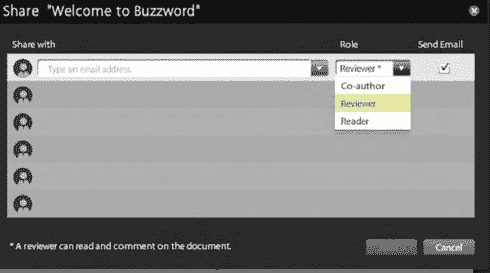 Share "Welcome to Buzzword"
Share with Role Send Email
Type an email address. Reviewer *
Co-author
Reviewer
Reader
* A reviewer can read and comment on the document.
Cancel